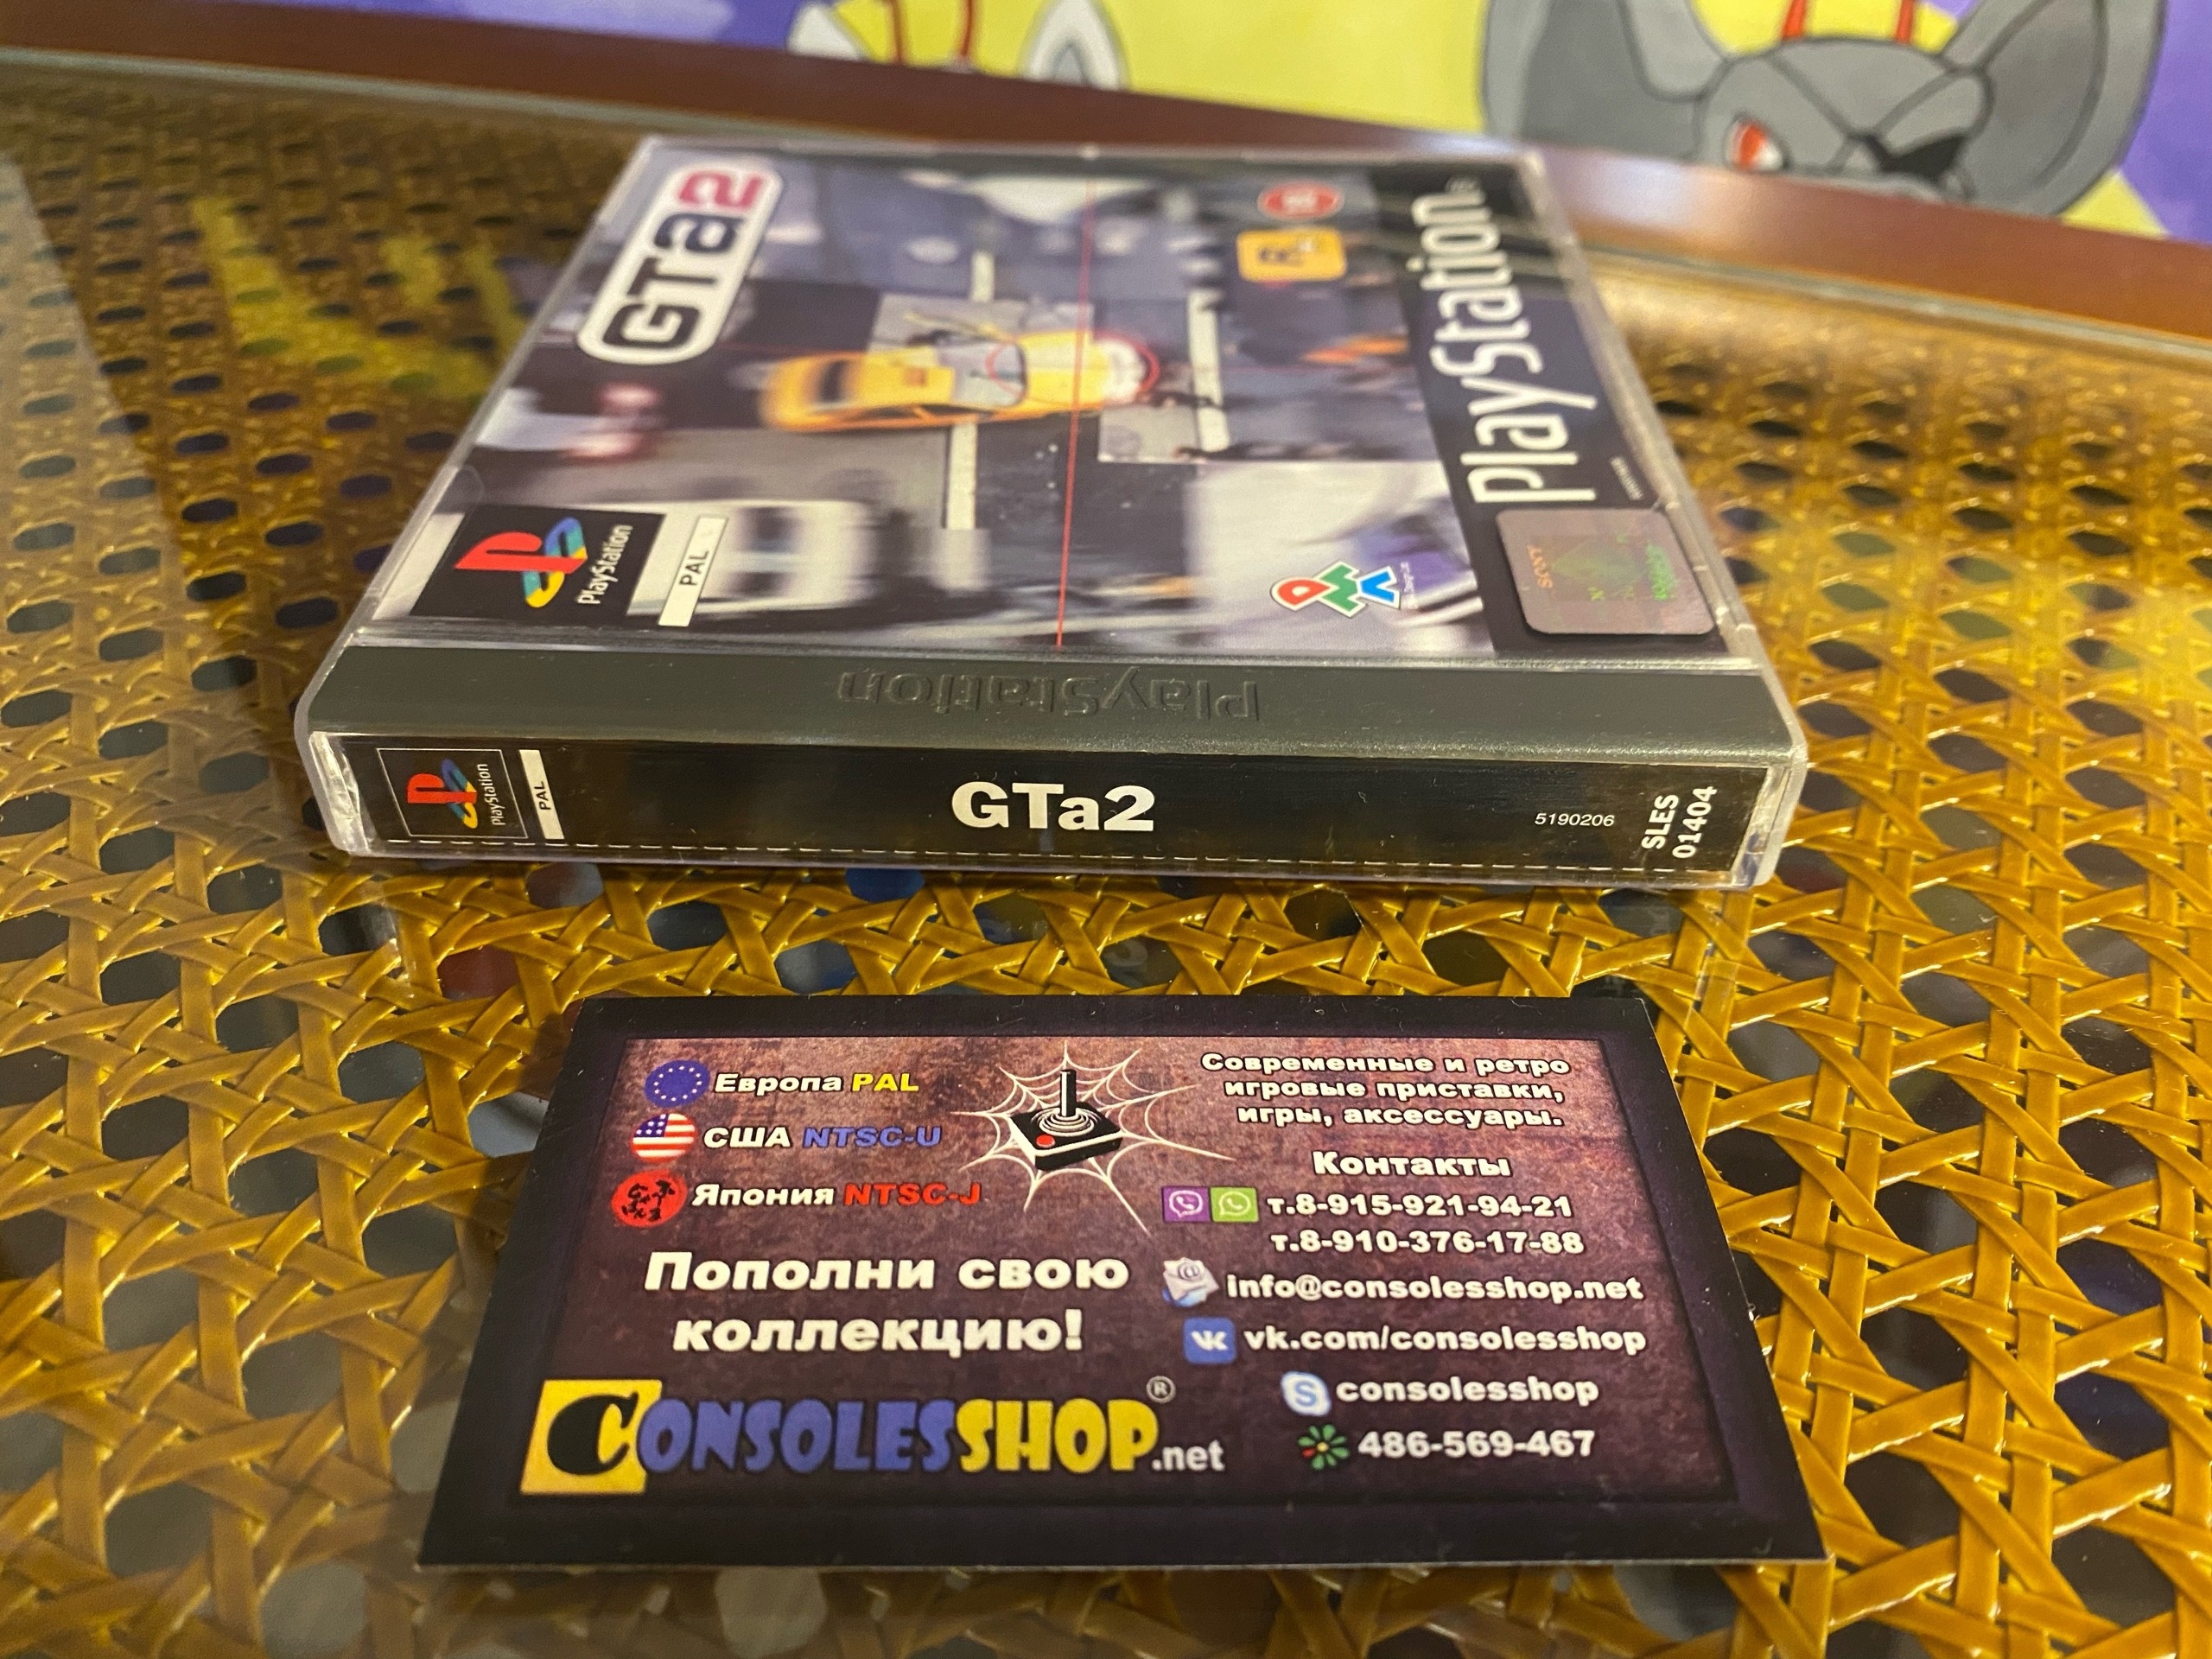 GTa2
R
PlayStation
PlayStation
PAL
DMA
SONY
PlayStation
PlayStation
PAL
GTa2
5190206
SLES
01404
Европа PAL
США NTSC-U
Япония NTSC-J
Пополни свою
коллекцию!
CONSOLESSHOP®.net
Современные и ретро
игровые приставки,
игры, аксессуары.
Контакты
т.8-915-921-94-21
т.8-910-376-17-88
info@consolesshop.net
vk.com/consolesshop
consolesshop
486-569-467